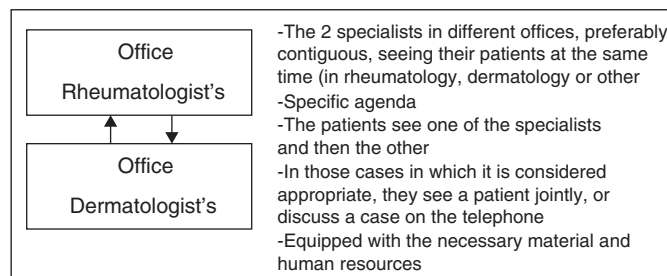 Office
Rheumatologist's
Office
Dermatologist's
-The 2 specialists in different offices, preferably
contiguous, seeing their patients at the same
time (in rheumatology, dermatology or other
-Specific agenda
-The patients see one of the specialists
and then the other
-In those cases in which it is considered
appropriate, they see a patient jointly, or
discuss a case on the telephone
-Equipped with the necessary material and
human resources